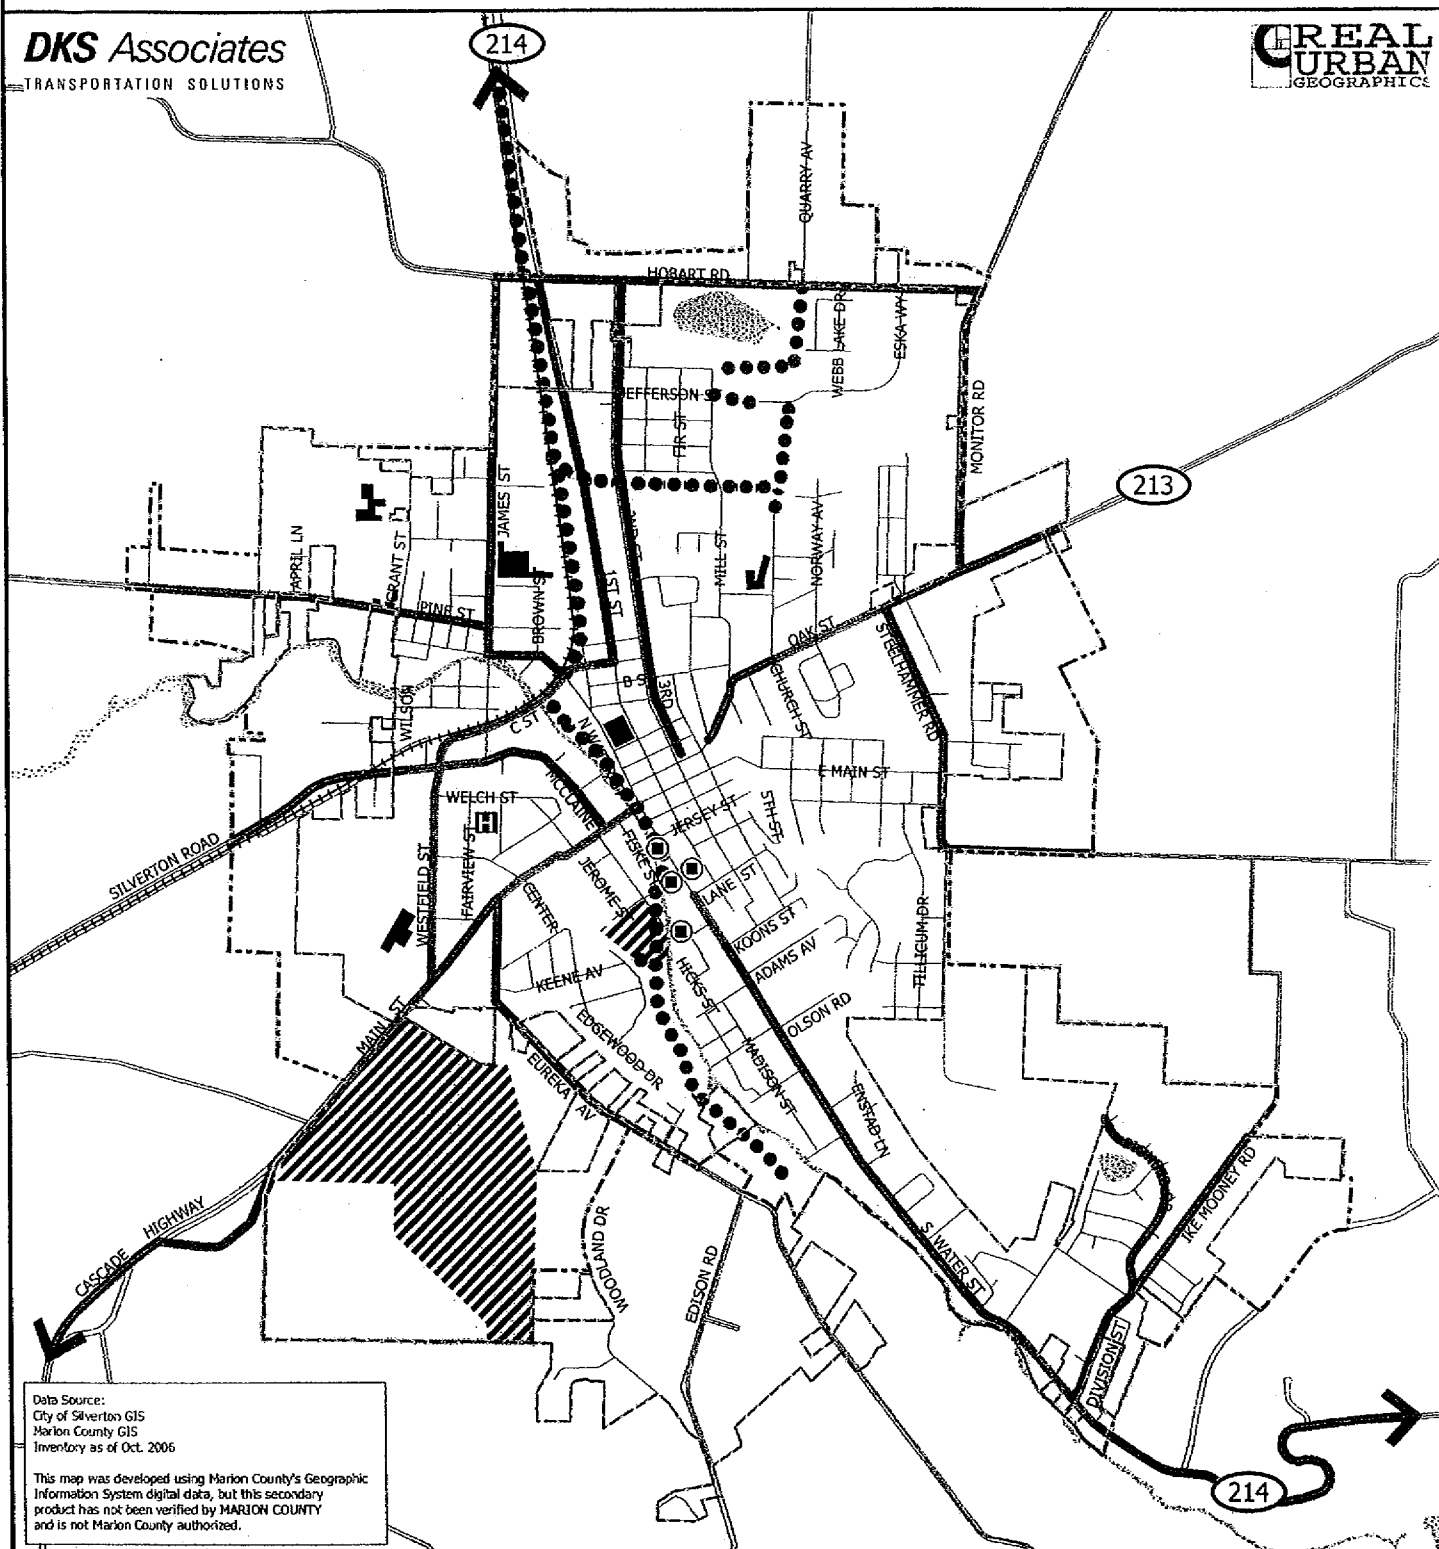 DKS Associates
TRANSPORTATION SOLUTIONS
214
REAL
URBAN
GEOGRAPHICS
QUARRY AV
HOBART RD
WEBB LAKE DR
ESKA WY
JEFFERSON ST
FIR ST
MONITOR RD
213
JAMES ST
2ND ST
APRIL LN
GRANT ST
MILL ST
NORWAY AV
PINE ST
BROWN ST
1ST ST
OAK ST
STEELHAMMER RD
B ST
3RD
CHURCH ST
WILSON
C ST
E MAIN ST
WELCH ST
MCCLAINE
JERSEY ST
5TH ST
SILVERTON ROAD
FISKE ST
WESTFIELD ST
FAIRVIEW ST
JEROME ST
LANE ST
CENTER
KOONS ST
TILLICUM DR
ADAMS AV
KEENE AV
HICKS ST
OLSON RD
MAIN ST
EDGEWOOD DR
EUREKA AV
MADISON ST
ENSTAD LN
IKE MOONEY RD
CASCADE HIGHWAY
WOODLAND DR
EDISON RD
S WATER ST
DIVISION ST
214
Data Source:
City of Silverton GIS
Marion County GIS
Inventory as of Oct. 2006
This map was developed using Marion County's Geographic
Information System digital data, but this secondary
product has not been verified by MARION COUNTY
and is not Marion County authorized.